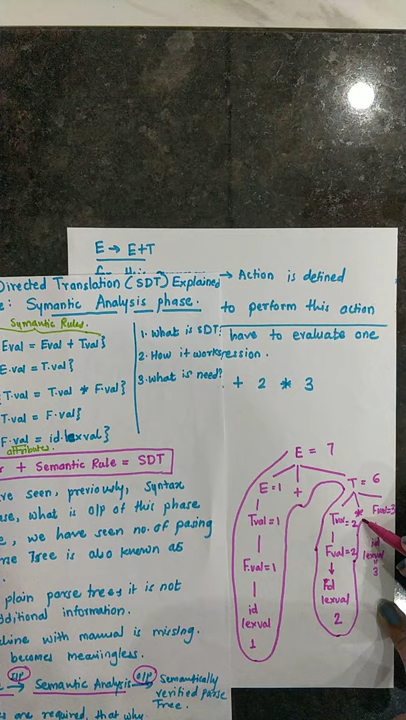 E → E+T
→ Action is defined
to perform this action
have to evaluate one
ression.
+ 2 * 3
Directed Translation (SDT) Explained
e: Symantic Analysis phase.
Symantic Rules.
Eval = Eval + Tval}
E.val = T.val}
T.val = T.val * F.val}
T.val = F.val}
F.val = id.lexval}
attributes
1. What is SDT:
2. How it works
3. What is need?
+ Semantic Rule = SDT
ve seen, previously, Syntax
se, what is o/p of this phase
e, we have seen no. of pasing
me Tree is also known as
plain parse trees it is not
dditional information.
line with manual is missing.
becomes meaningless.
O/P
→ Semantic Analysis → Semantically
verified parse
Tree.
s are required, that why
E = 7
E = 1 + T = 6
Tval = 1 Tval = 2 * Fval = 3
F.val = 1 Fval = 2 id
lexval
3
id
lexval
1
lexval
2